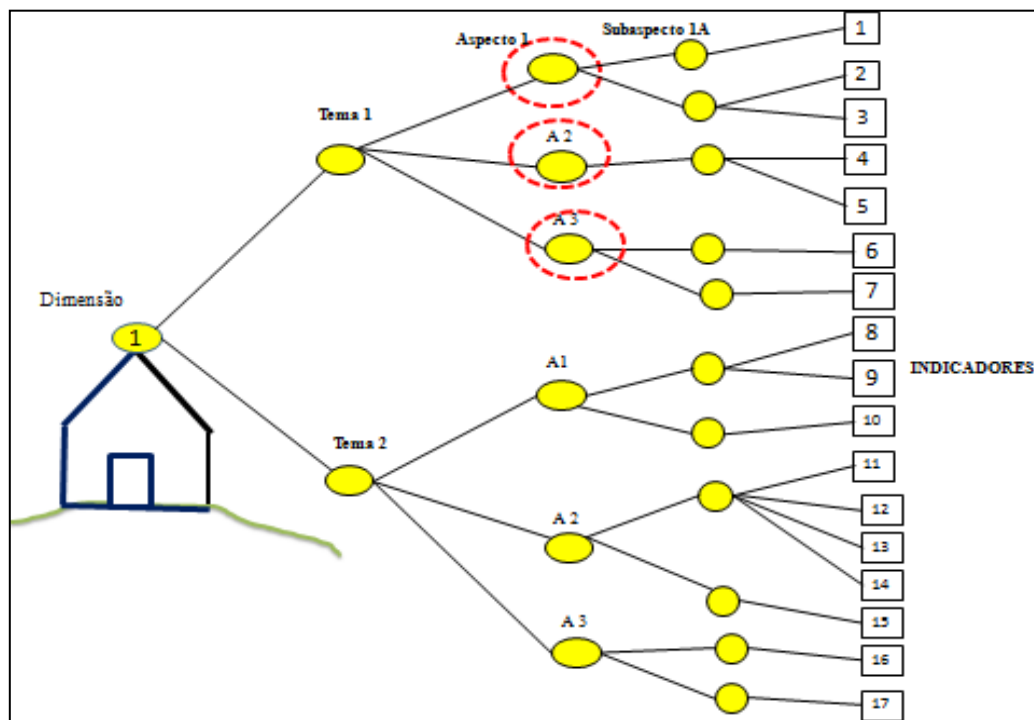 Subaspecto 1A
Aspecto 1
1
2
3
Tema 1
A 2
4
5
A 3
6
7
Dimensão
1
8
A1
9
INDICADORES
10
Tema 2
11
A 2
12
13
14
15
A 3
16
17